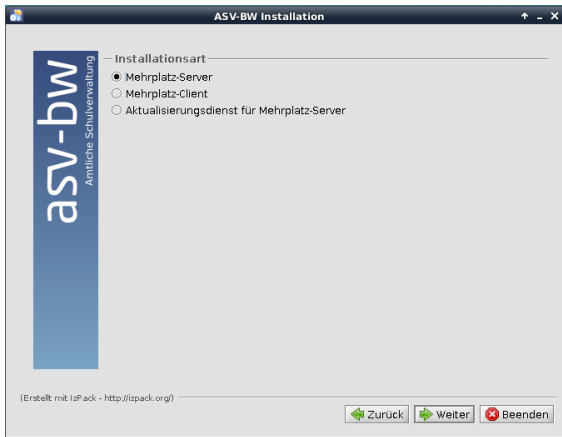 ASV-BW Installation
asv-bw
Amtliche Schulverwaltung
Installationsart
Mehrplatz-Server
Mehrplatz-Client
Aktualisierungsdienst für Mehrplatz-Server
(Erstellt mit IzPack - http://izpack.org/)
Zurück Weiter Beenden